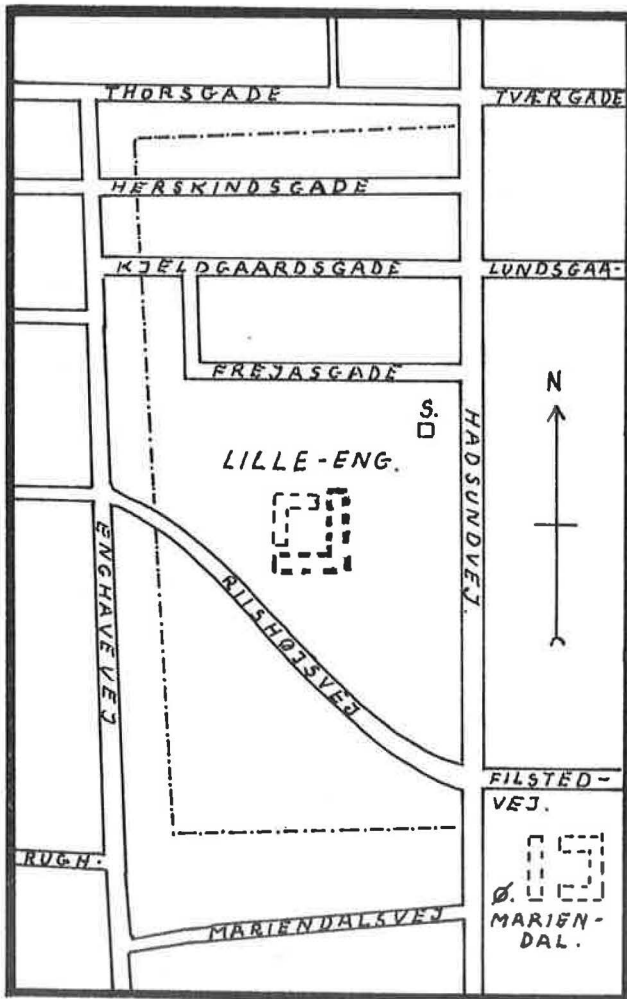 THORSGADE
TVÆRGADE
HERSKINDSGADE
KJELDGAARDSGADE
LUNDSGAA-
FREJASGADE
N
S.
HADSUNDVEJ.
LILLE-ENG.
ENGHAVEVEJ
RIISHØJSVEJ
FILSTED-
VEJ.
RUGH.
Ø.
MARIENDALSVEJ
MARIEN-
DAL.